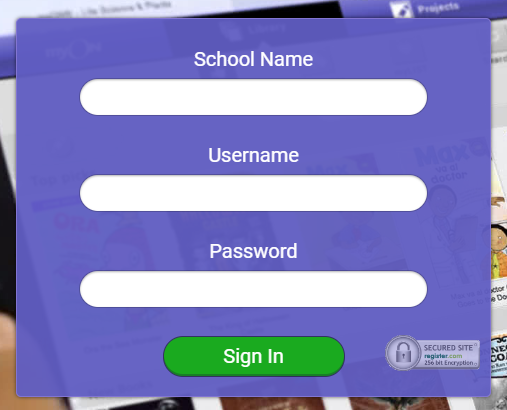 Projects
School Name
Username
Password
Sign In
SECURED SITE
register.com
256 bit Encryption